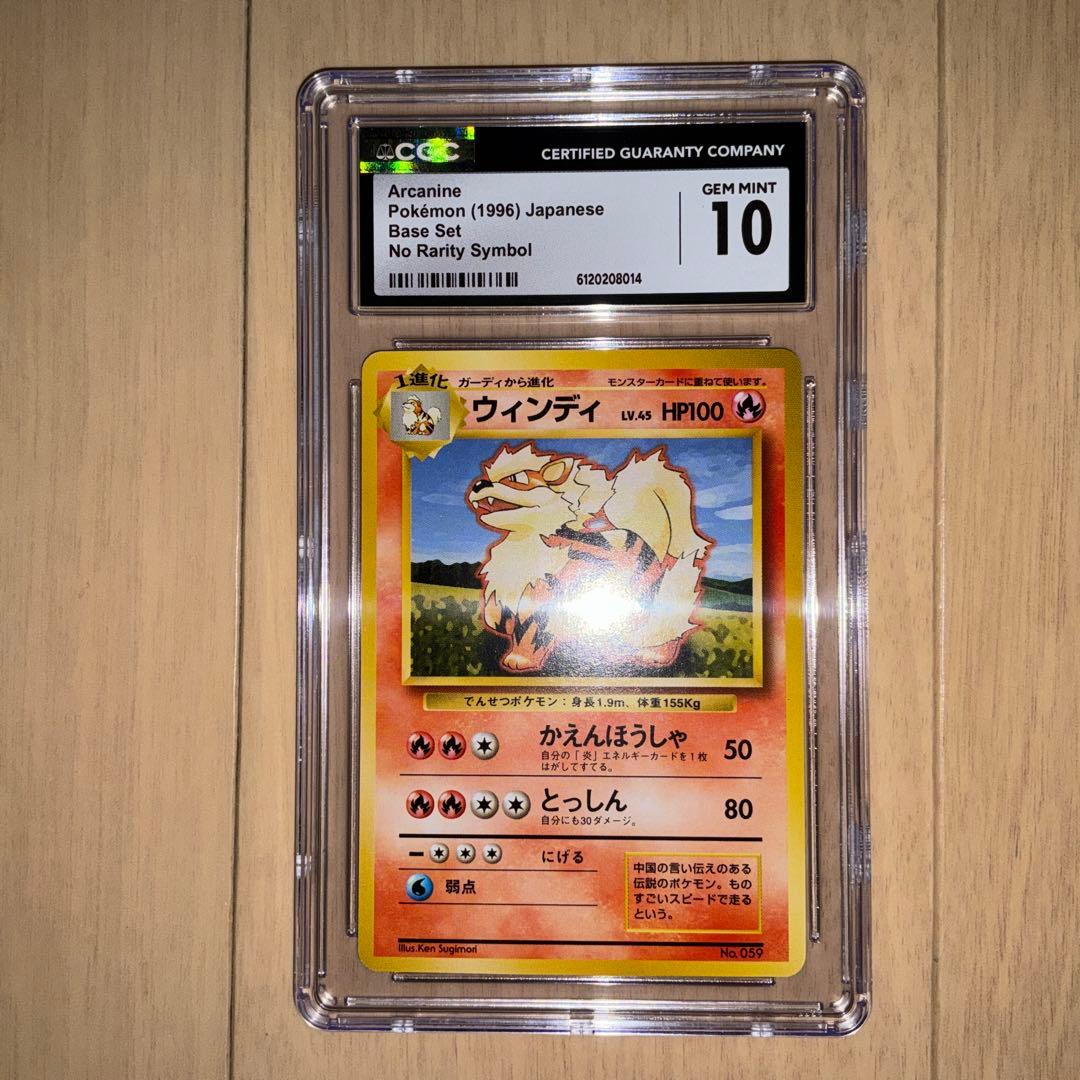 CGC
CERTIFIED GUARANTY COMPANY
Arcanine
Pokémon (1996) Japanese
Base Set
No Rarity Symbol
GEM MINT
10
6120208014
1進化 ガーディから進化
モンスターカードに重ねて使います。
ウィンディ LV.45 HP100
でんせつポケモン：身長1.9m、体重155Kg
かえんほうしゃ 50
自分の「炎」エネルギーカードを1枚
はがしてすてる。
とっしん 80
自分にも30ダメージ。
にげる
弱点
中国の言い伝えのある
伝説のポケモン。もの
すごいスピードで走る
という。
Illus.Ken Sugimori
No. 059